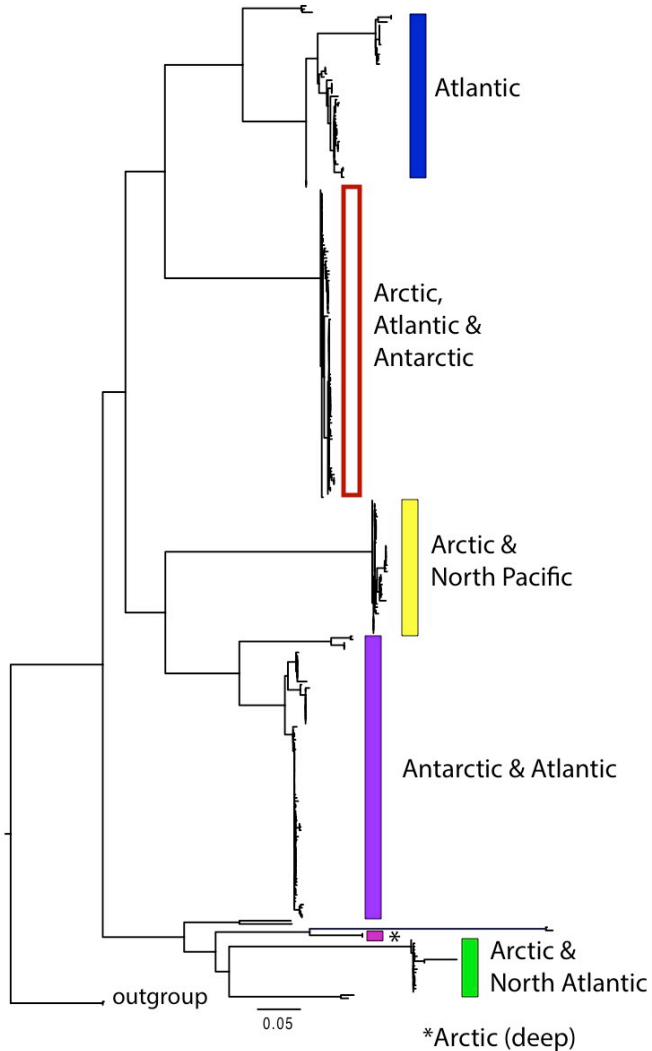 Atlantic
Arctic,
Atlantic &
Antarctic
Arctic &
North Pacific
Antarctic & Atlantic
*
Arctic &
North Atlantic
outgroup
0.05
*Arctic (deep)